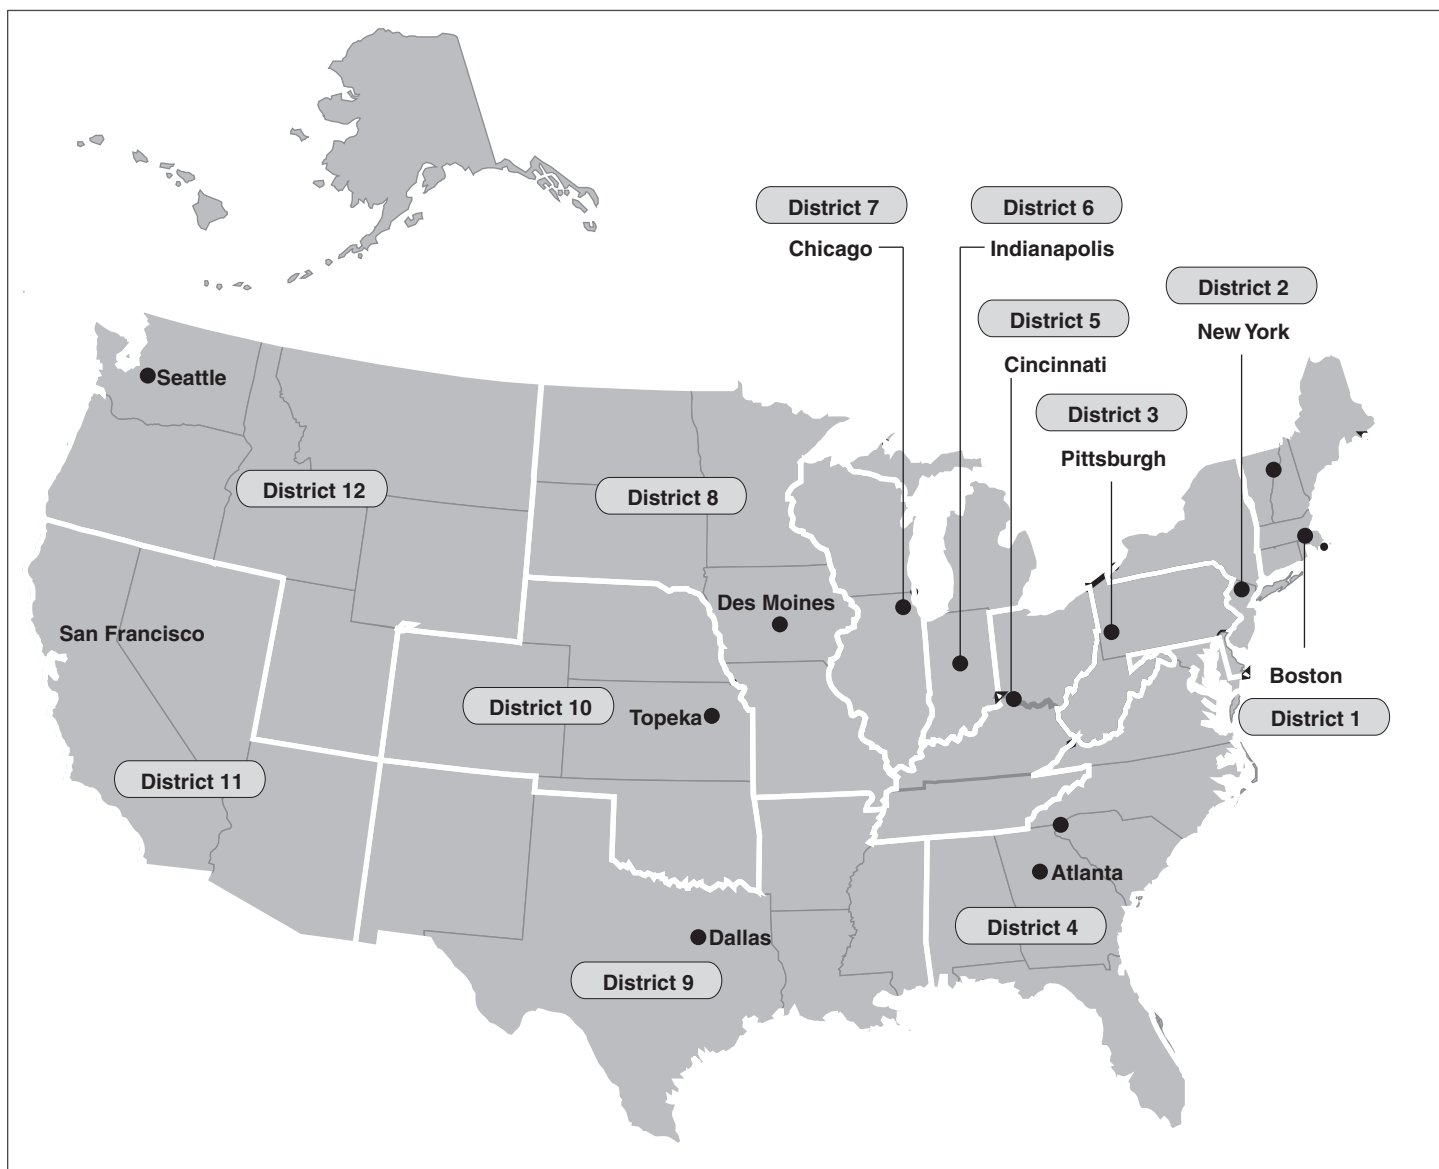 District 7
District 6
Chicago
Indianapolis
District 2
District 5
New York
Cincinnati
Seattle
District 3
Pittsburgh
District 12
District 8
Des Moines
San Francisco
Boston
District 10
Topeka
District 1
District 11
Atlanta
District 4
Dallas
District 9